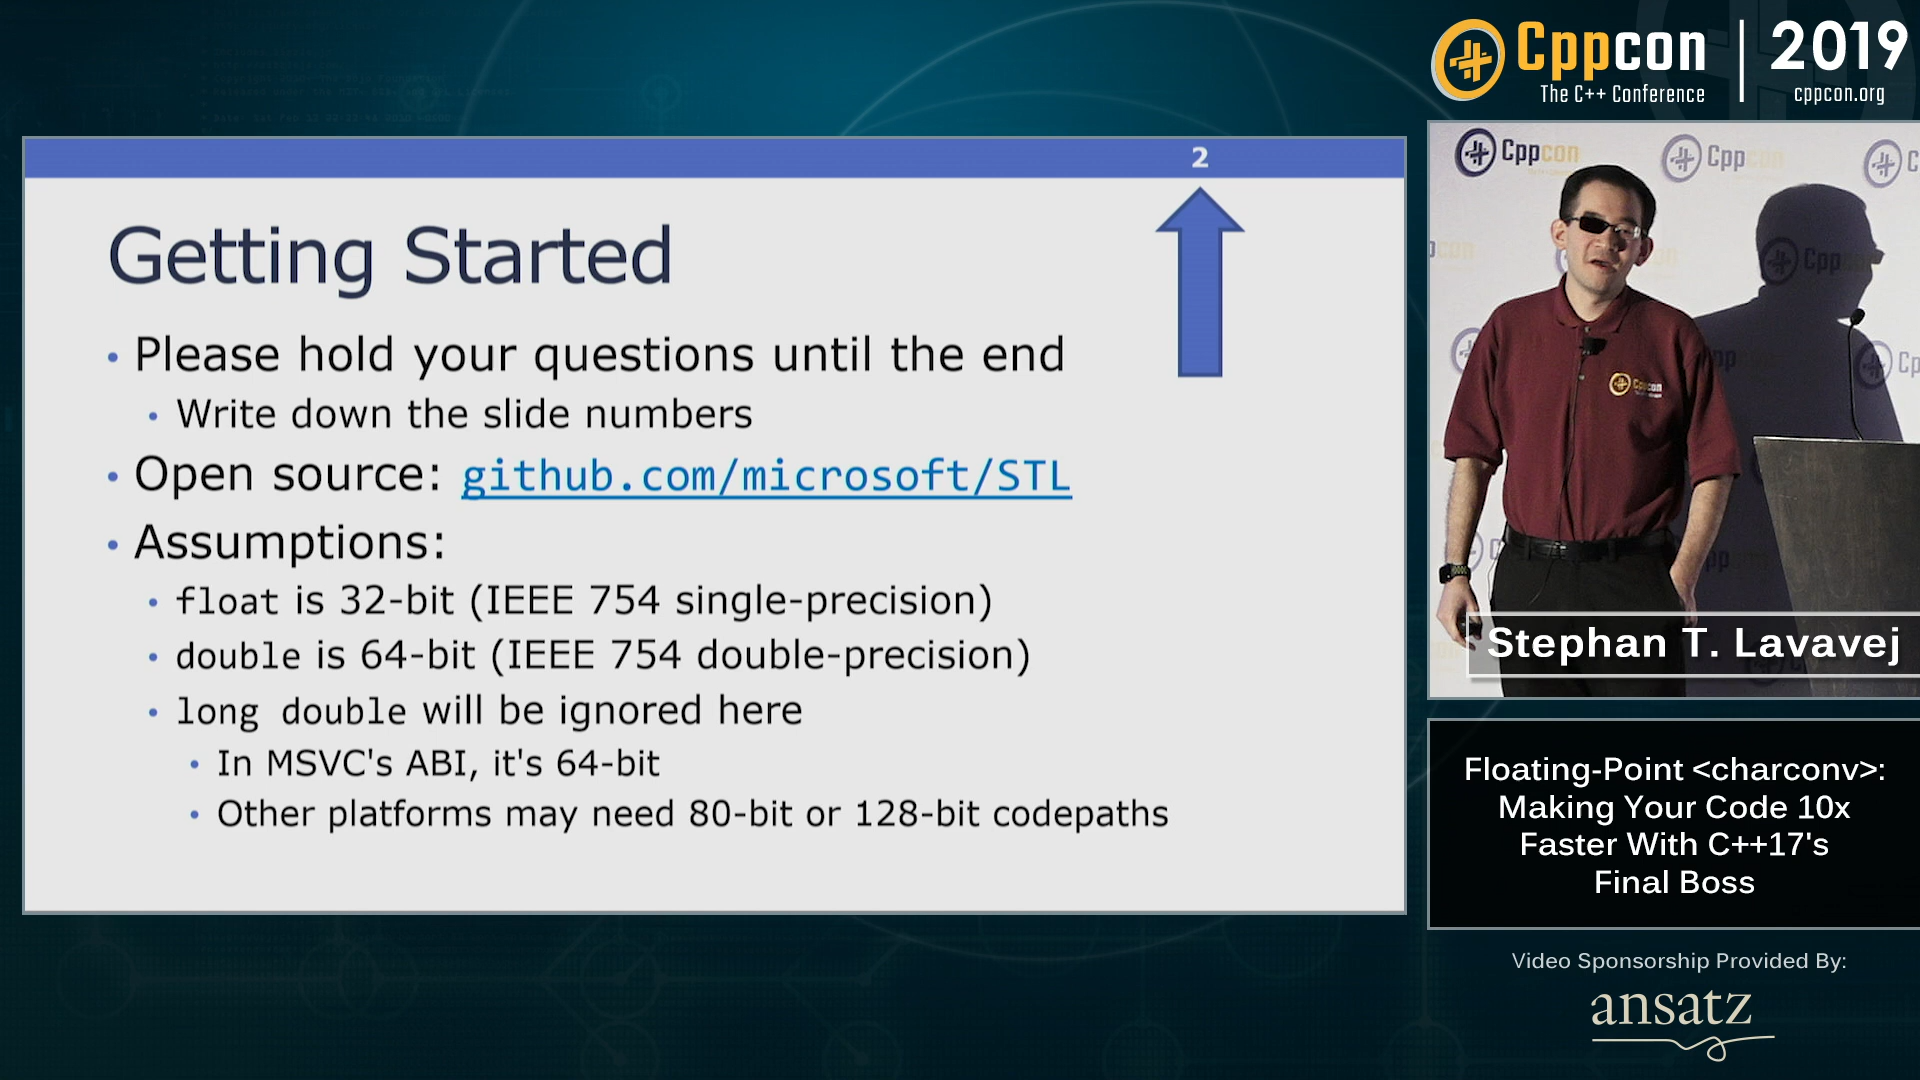 Cppcon
The C++ Conference
2019
cppcon.org
2
Getting Started
• Please hold your questions until the end
• Write down the slide numbers
• Open source: github.com/microsoft/STL
• Assumptions:
• float is 32-bit (IEEE 754 single-precision)
• double is 64-bit (IEEE 754 double-precision)
• long double will be ignored here
• In MSVC's ABI, it's 64-bit
• Other platforms may need 80-bit or 128-bit codepaths
Cppcon
Cppcon
Stephan T. Lavavej
Floating-Point <charconv>:
Making Your Code 10x
Faster With C++17's
Final Boss
Video Sponsorship Provided By:
ansatz